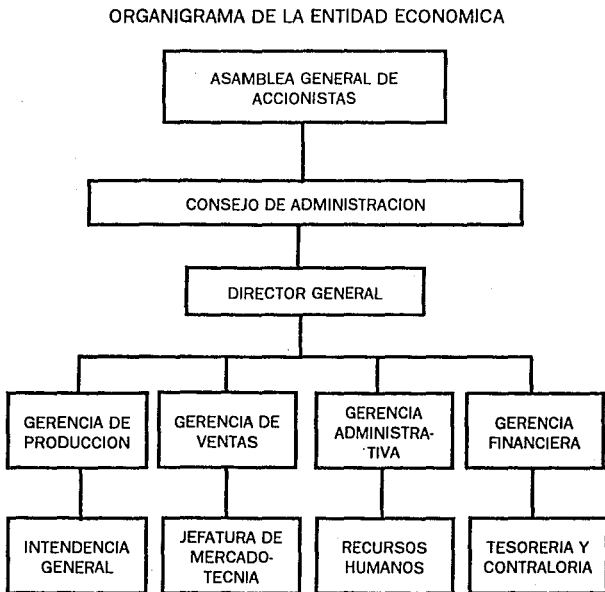 ORGANIGRAMA DE LA ENTIDAD ECONOMICA
ASAMBLEA GENERAL DE
ACCIONISTAS
CONSEJO DE ADMINISTRACION
DIRECTOR GENERAL
GERENCIA DE
PRODUCCION
GERENCIA DE
VENTAS
GERENCIA
ADMINISTRA-
TIVA
GERENCIA
FINANCIERA
INTENDENCIA
GENERAL
JEFATURA DE
MERCADO-
TECNIA
RECURSOS
HUMANOS
TESORERIA Y
CONTRALORIA